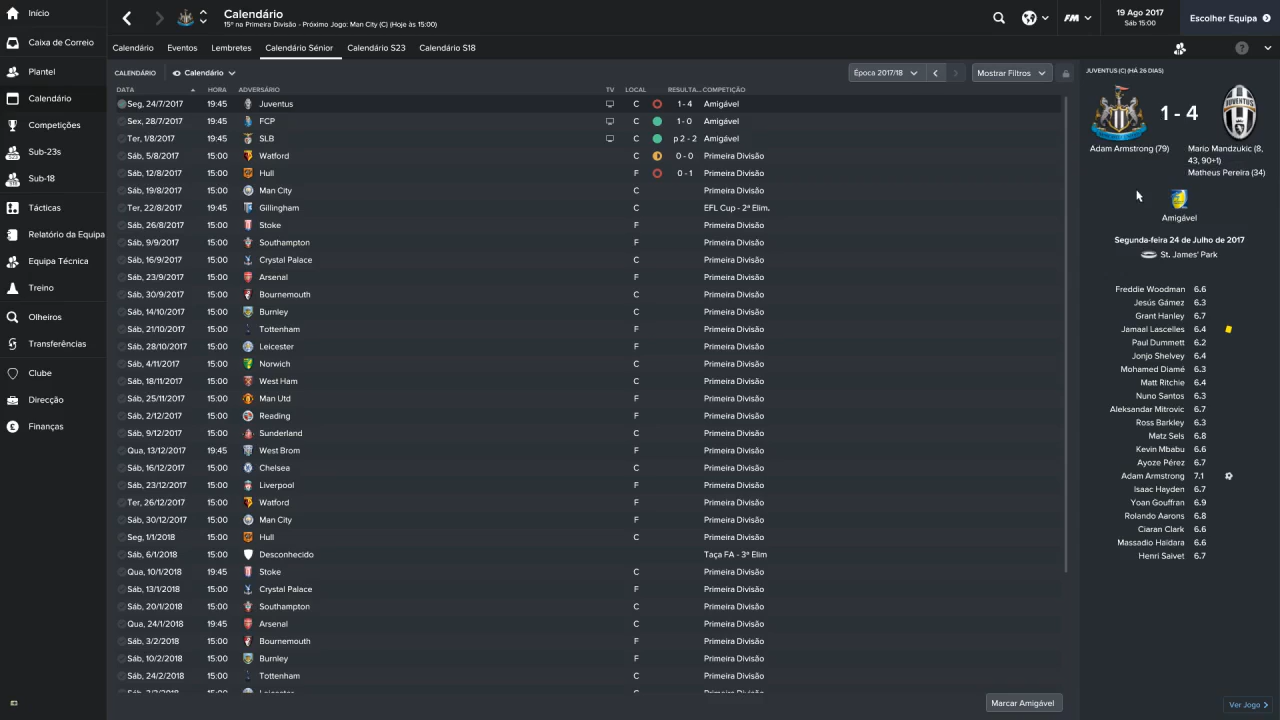 Início
Caixa de Correio
Plantel
Calendário
Competições
Sub-23s
Sub-18
Tácticas
Relatório da Equipa
Equipa Técnica
Treino
Olheiros
Transferências
Clube
Direcção
Finanças
Calendário
15º na Primeira Divisão - Próximo Jogo: Man City (C) (Hoje às 15:00)
FM
19 Ago 2017
Sáb 15:00
Escolher Equipa
Calendário Eventos Lembretes Calendário Sénior Calendário S23 Calendário S18
CALENDÁRIO Calendário Época 2017/18 Mostrar Filtros
DATA HORA ADVERSÁRIO TV LOCAL RESULTA... COMPETIÇÃO
Seg, 24/7/2017 19:45 Juventus C 1 - 4 Amigável
Sex, 28/7/2017 19:45 FCP C 1 - 0 Amigável
Ter, 1/8/2017 19:45 SLB C p 2 - 2 Amigável
Sáb, 5/8/2017 15:00 Watford C 0 - 0 Primeira Divisão
Sáb, 12/8/2017 15:00 Hull F 0 - 1 Primeira Divisão
Sáb, 19/8/2017 15:00 Man City C Primeira Divisão
Ter, 22/8/2017 19:45 Gillingham C EFL Cup - 2ª Elim.
Sáb, 26/8/2017 15:00 Stoke F Primeira Divisão
Sáb, 9/9/2017 15:00 Southampton F Primeira Divisão
Sáb, 16/9/2017 15:00 Crystal Palace C Primeira Divisão
Sáb, 23/9/2017 15:00 Arsenal F Primeira Divisão
Sáb, 30/9/2017 15:00 Bournemouth C Primeira Divisão
Sáb, 14/10/2017 15:00 Burnley C Primeira Divisão
Sáb, 21/10/2017 15:00 Tottenham F Primeira Divisão
Sáb, 28/10/2017 15:00 Leicester F Primeira Divisão
Sáb, 4/11/2017 15:00 Norwich C Primeira Divisão
Sáb, 18/11/2017 15:00 West Ham C Primeira Divisão
Sáb, 25/11/2017 15:00 Man Utd F Primeira Divisão
Sáb, 2/12/2017 15:00 Reading F Primeira Divisão
Sáb, 9/12/2017 15:00 Sunderland C Primeira Divisão
Qua, 13/12/2017 19:45 West Brom F Primeira Divisão
Sáb, 16/12/2017 15:00 Chelsea C Primeira Divisão
Sáb, 23/12/2017 15:00 Liverpool F Primeira Divisão
Ter, 26/12/2017 15:00 Watford F Primeira Divisão
Sáb, 30/12/2017 15:00 Man City F Primeira Divisão
Seg, 1/1/2018 15:00 Hull C Primeira Divisão
Sáb, 6/1/2018 15:00 Desconhecido Taça FA - 3ª Elim
Qua, 10/1/2018 19:45 Stoke C Primeira Divisão
Sáb, 13/1/2018 15:00 Crystal Palace F Primeira Divisão
Sáb, 20/1/2018 15:00 Southampton C Primeira Divisão
Qua, 24/1/2018 19:45 Arsenal C Primeira Divisão
Sáb, 3/2/2018 15:00 Bournemouth F Primeira Divisão
Sáb, 10/2/2018 15:00 Burnley F Primeira Divisão
Sáb, 24/2/2018 15:00 Tottenham C Primeira Divisão
Marcar Amigável
JUVENTUS (C) (HÁ 26 DIAS)
1 - 4
Adam Armstrong (79)
Mario Mandzukic (8,
43, 90+1)
Matheus Pereira (34)
Amigável
Segunda-feira 24 de Julho de 2017
St. James' Park
Freddie Woodman 6.6
Jesús Gámez 6.3
Grant Hanley 6.7
Jamaal Lascelles 6.4
Paul Dummett 6.2
Jonjo Shelvey 6.4
Mohamed Diamé 6.3
Matt Ritchie 6.4
Nuno Santos 6.3
Aleksandar Mitrovic 6.7
Ross Barkley 6.3
Matz Sels 6.8
Kevin Mbabu 6.6
Ayoze Pérez 6.7
Adam Armstrong 7.1
Isaac Hayden 6.7
Yoan Gouffran 6.9
Rolando Aarons 6.8
Ciaran Clark 6.6
Massadio Haïdara 6.6
Henri Saivet 6.7
Ver Jogo